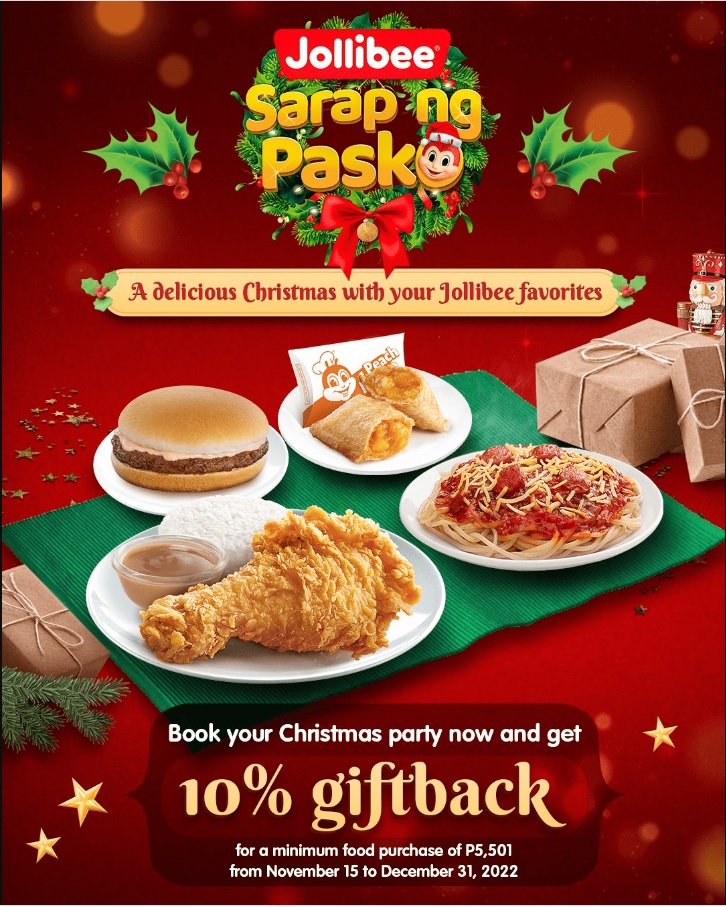 Jollibee
Sarap ng
Pasko
A delicious Christmas with your Jollibee favorites
Peach
Book your Christmas party now and get
10% giftback
for a minimum food purchase of P5,501
from November 15 to December 31, 2022